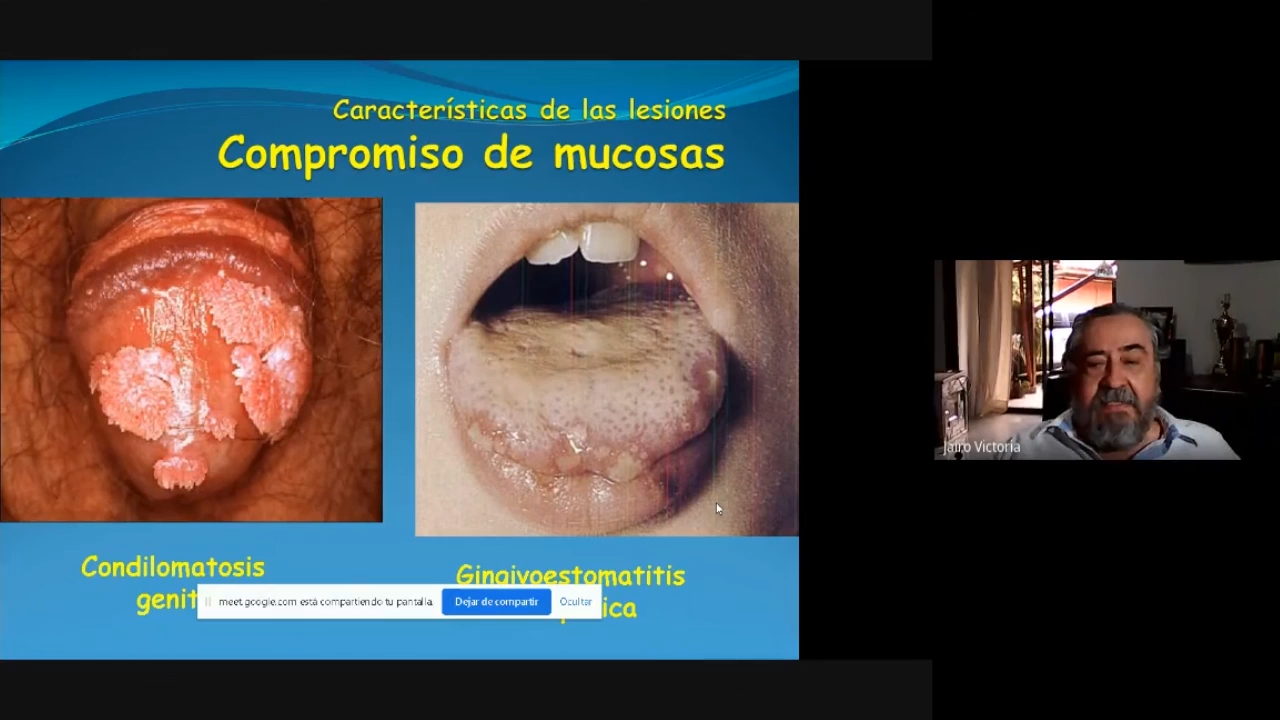 Características de las lesiones
Compromiso de mucosas
Condilomatosis
genit
Gingivoestomatitis
ica
meet.google.com está compartiendo tu pantalla.
Dejar de compartir
Ocultar
Jairo Victoria